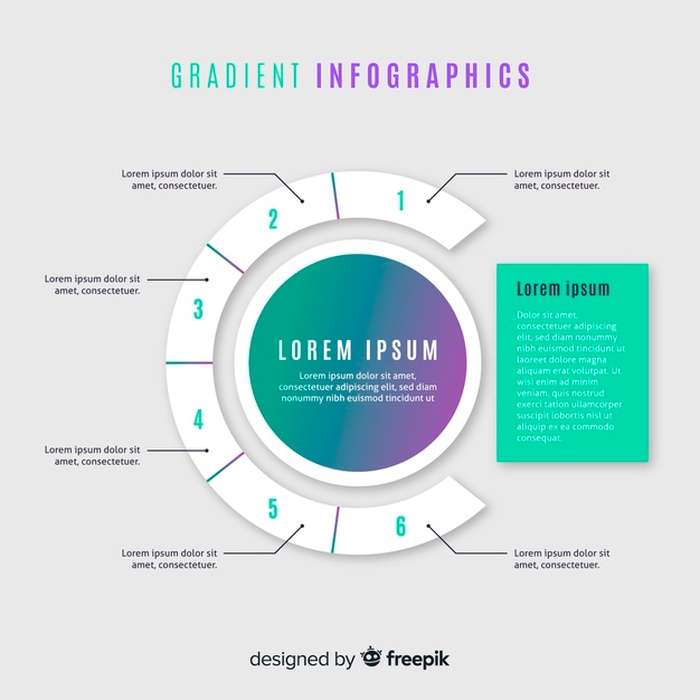 GRADIENT INFOGRAPHICS
Lorem ipsum dolor sit
amet, consectetuer.
Lorem ipsum dolor sit
amet, consectetuer.
1
2
Lorem ipsum dolor sit
amet, consectetuer.
3
LOREM IPSUM
Lorem ipsum dolor sit amet,
consectetuer adipiscing elit, sed diam
nonummy nibh euismod tincidunt ut
Lorem ipsum
Dolor sit amet,
consectetuer adipiscing
elit, sed diam nonummy
nibh euismod tincidunt ut
laoreet dolore magna
aliquam erat volutpat. Ut
wisi enim ad minim
veniam, quis nostrud
exerci tation ullamcorper
suscipit lobortis nisl ut
aliquip ex ea commodo
consequat.
4
Lorem ipsum dolor sit
amet, consectetuer.
5
6
Lorem ipsum dolor sit
amet, consectetuer.
Lorem ipsum dolor sit
amet, consectetuer.
designed by freepik